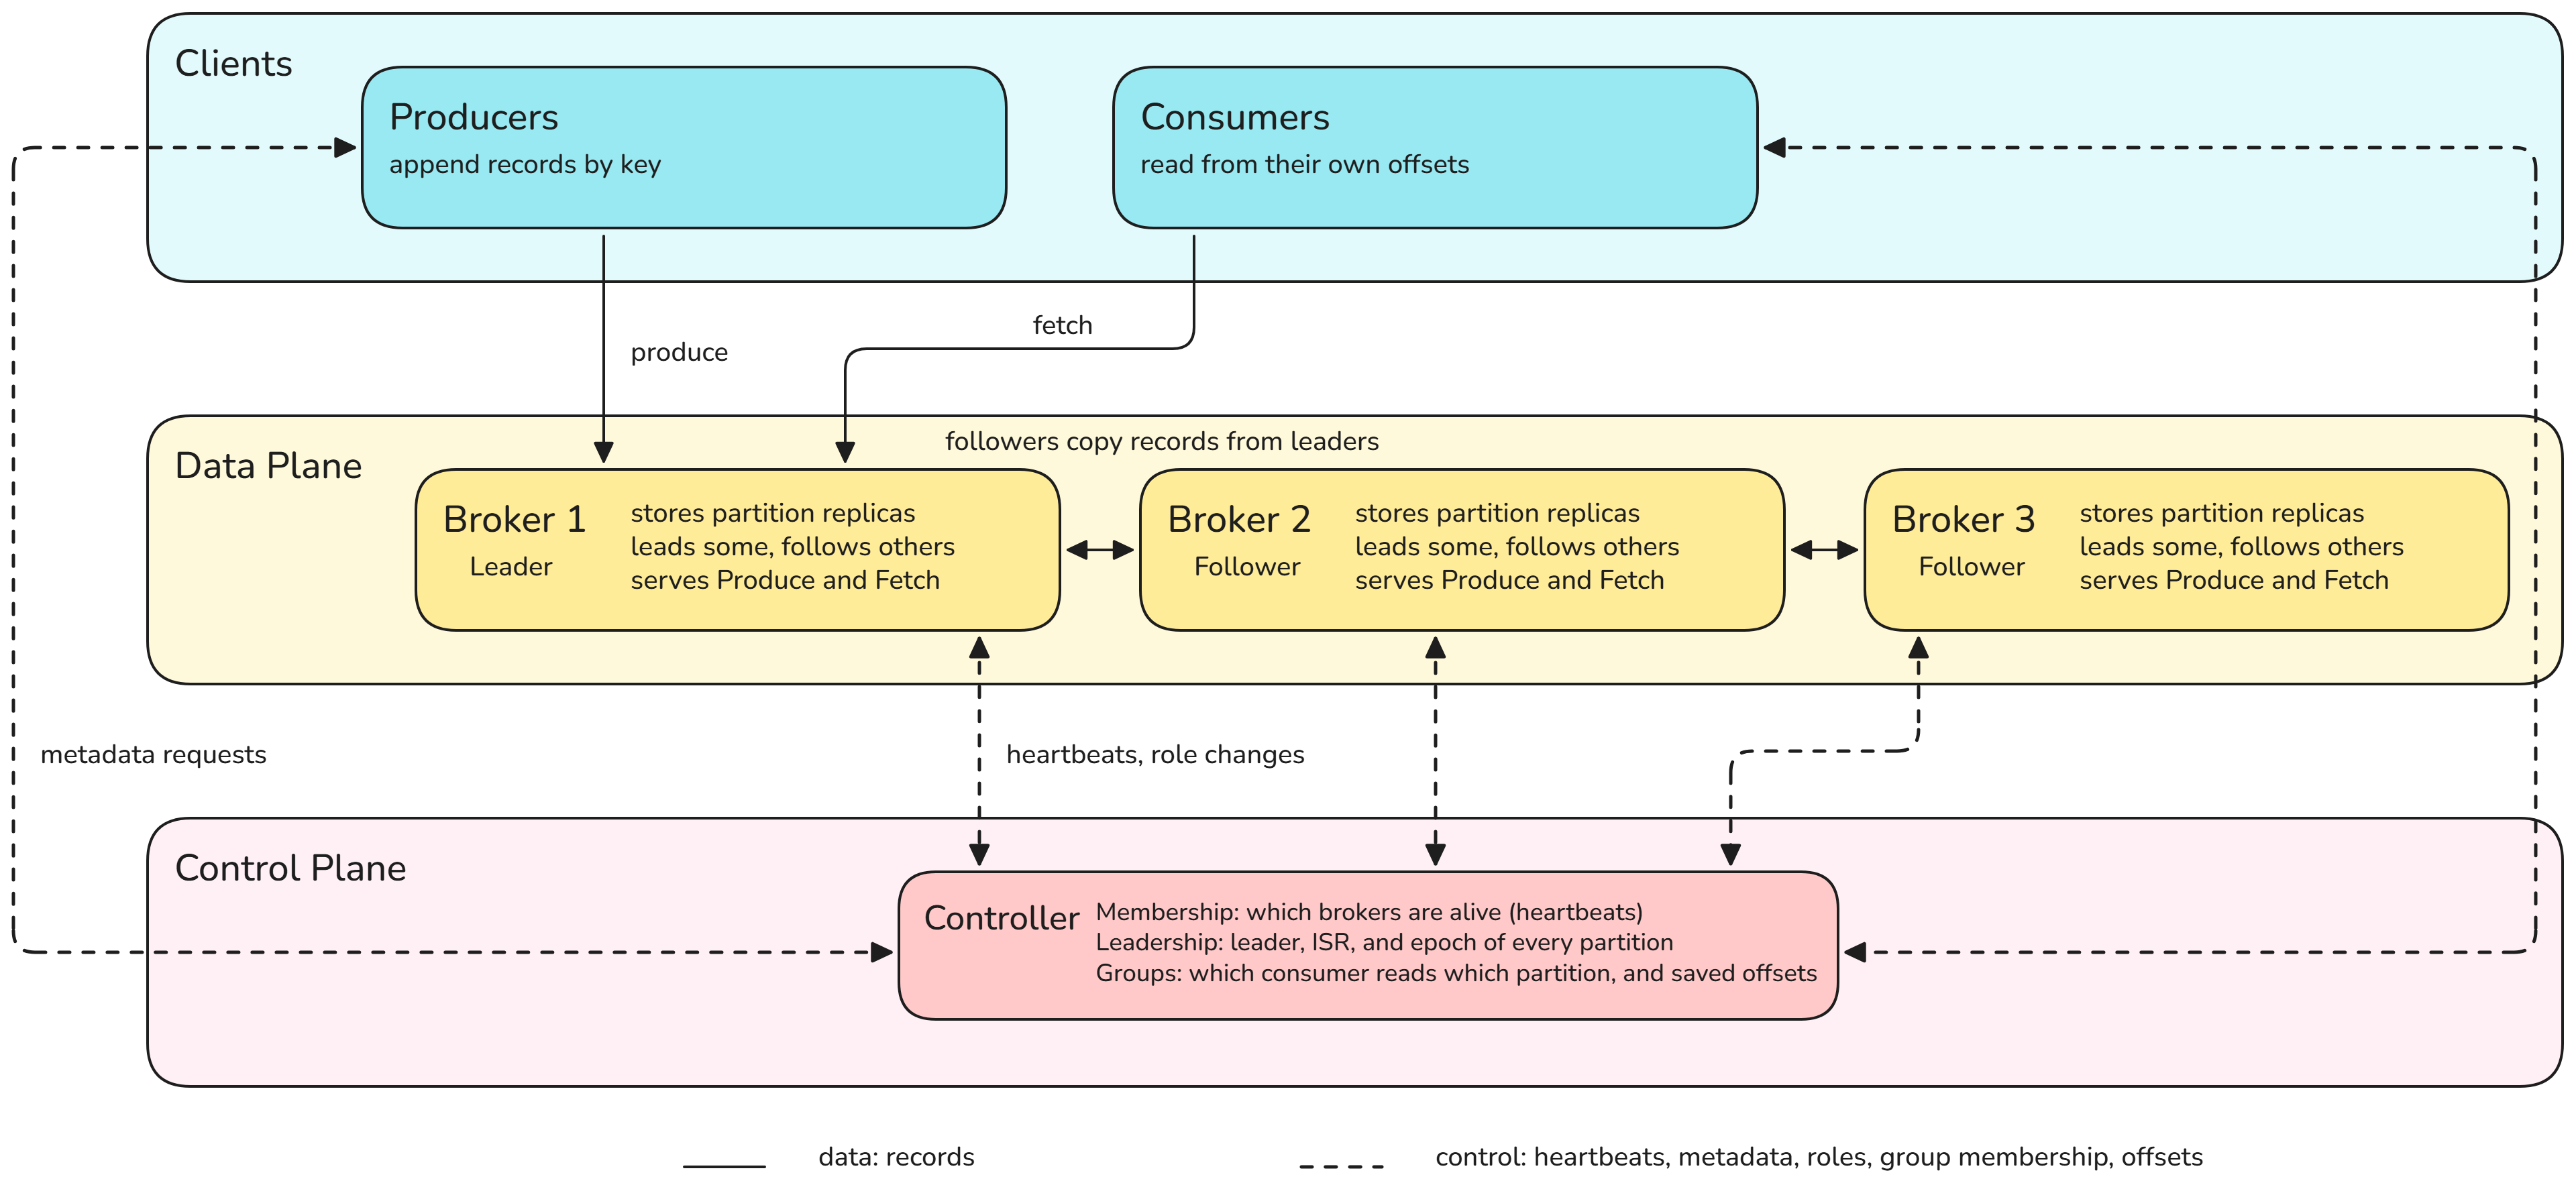 Clients
Producers
append records by key
Consumers
read from their own offsets
produce
fetch
Data Plane
followers copy records from leaders
Broker 1
Leader
stores partition replicas
leads some, follows others
serves Produce and Fetch
Broker 2
Follower
stores partition replicas
leads some, follows others
serves Produce and Fetch
Broker 3
Follower
stores partition replicas
leads some, follows others
serves Produce and Fetch
metadata requests
heartbeats, role changes
Control Plane
Controller
Membership: which brokers are alive (heartbeats)
Leadership: leader, ISR, and epoch of every partition
Groups: which consumer reads which partition, and saved offsets
data: records
control: heartbeats, metadata, roles, group membership, offsets